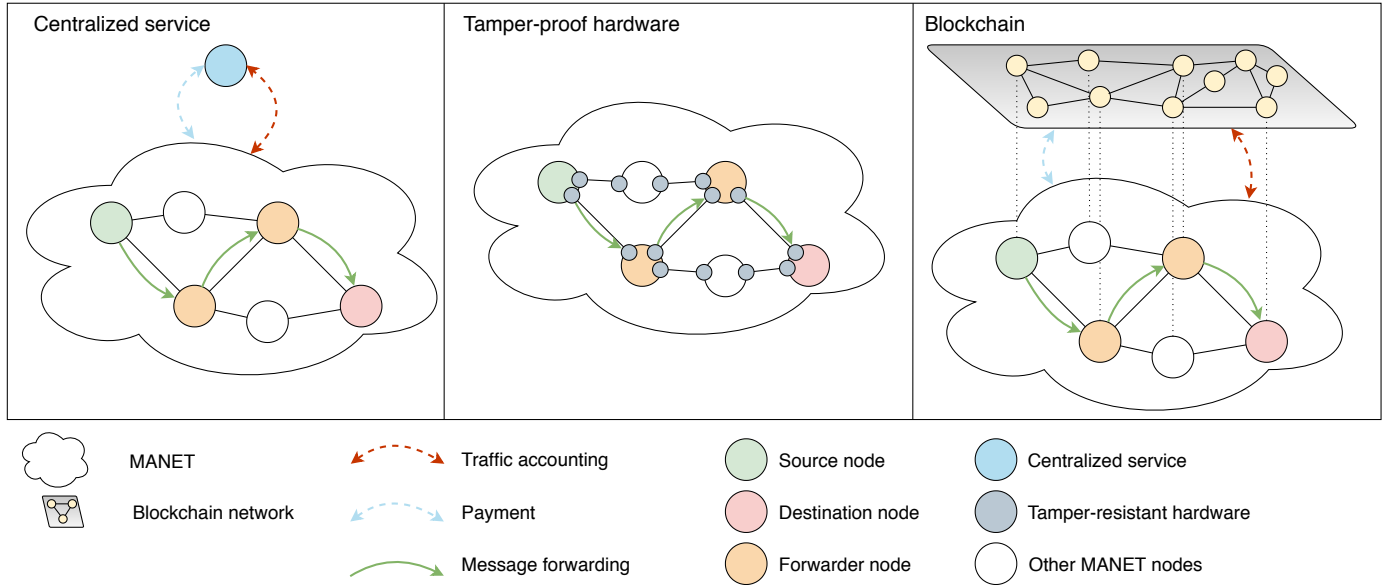 Centralized service
Tamper-proof hardware
Blockchain
MANET
Traffic accounting
Source node
Centralized service
Blockchain network
Payment
Destination node
Tamper-resistant hardware
Message forwarding
Forwarder node
Other MANET nodes